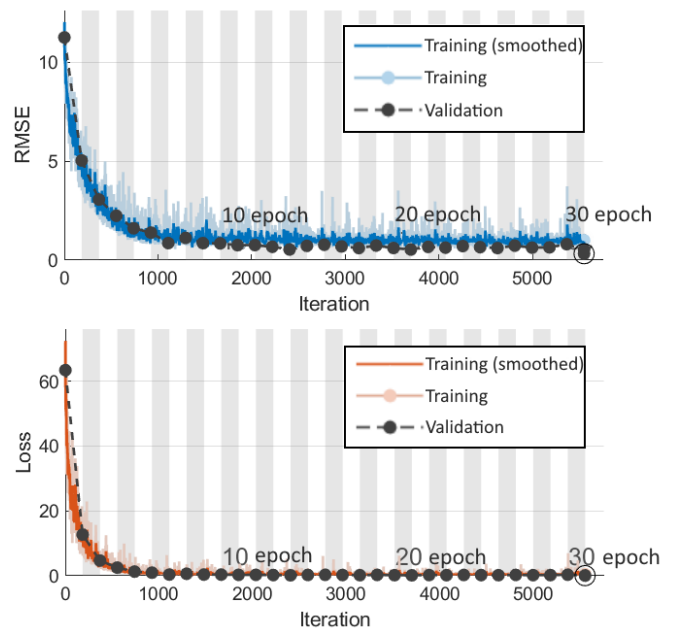 Training (smoothed)
Training
Validation
RMSE
10
5
0
10 epoch
20 epoch
30 epoch
0
1000
2000
3000
4000
5000
Iteration
Training (smoothed)
Training
Validation
Loss
60
40
20
0
10 epoch
20 epoch
30 epoch
0
1000
2000
3000
4000
5000
Iteration